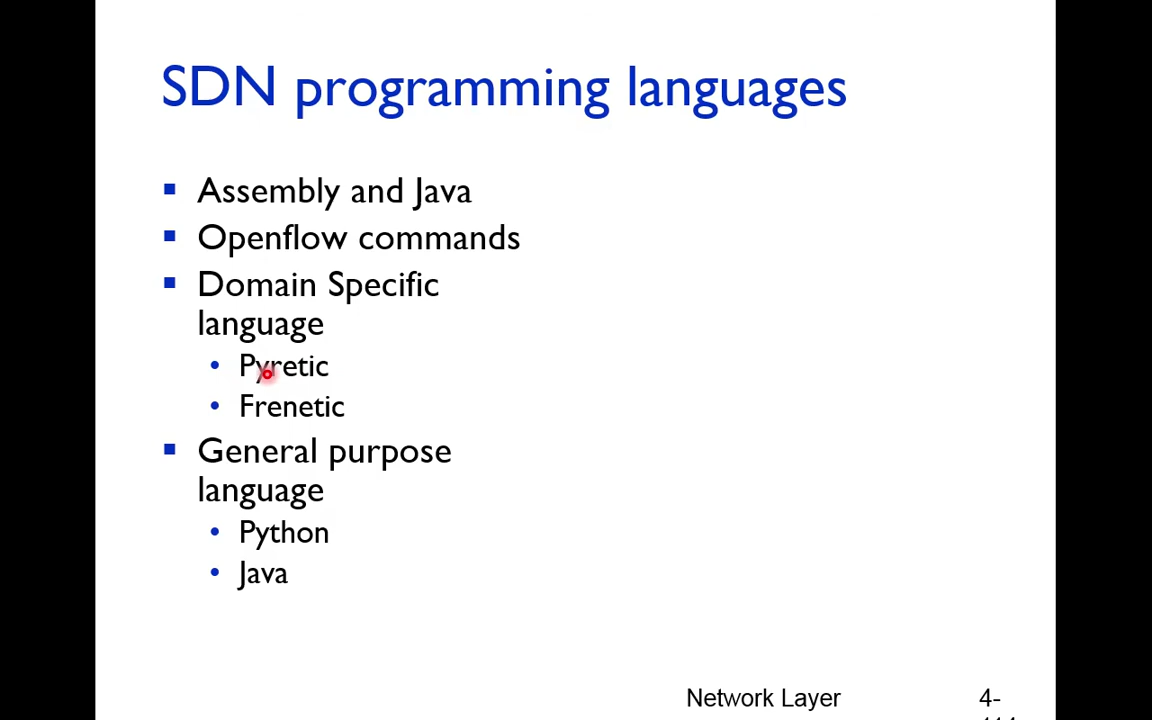 SDN programming languages
Assembly and Java
Openflow commands
Domain Specific
language
Pyretic
Frenetic
General purpose
language
Python
Java
Network Layer
4-